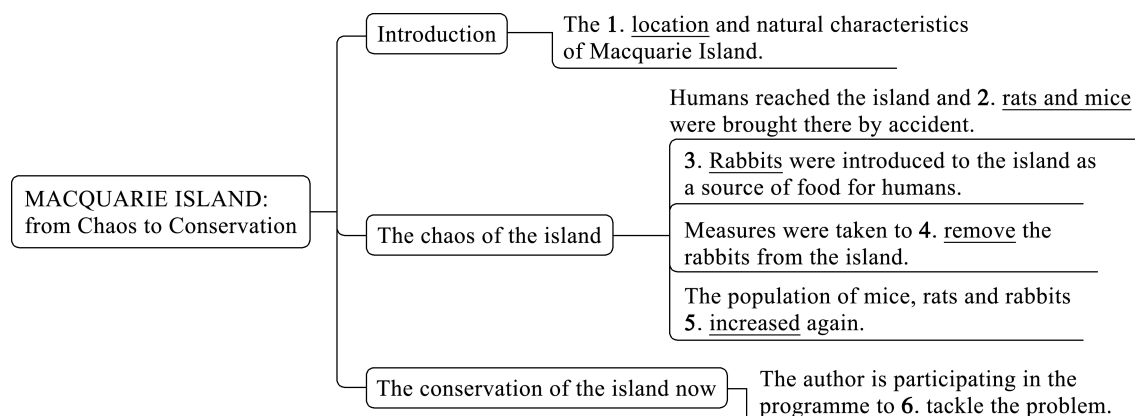 Introduction
The 1. location and natural characteristics
of Macquarie Island.
MACQUARIE ISLAND:
from Chaos to Conservation
The chaos of the island
Humans reached the island and 2. rats and mice
were brought there by accident.
3. Rabbits were introduced to the island as
a source of food for humans.
Measures were taken to 4. remove the
rabbits from the island.
The population of mice, rats and rabbits
5. increased again.
The conservation of the island now
The author is participating in the
programme to 6. tackle the problem.